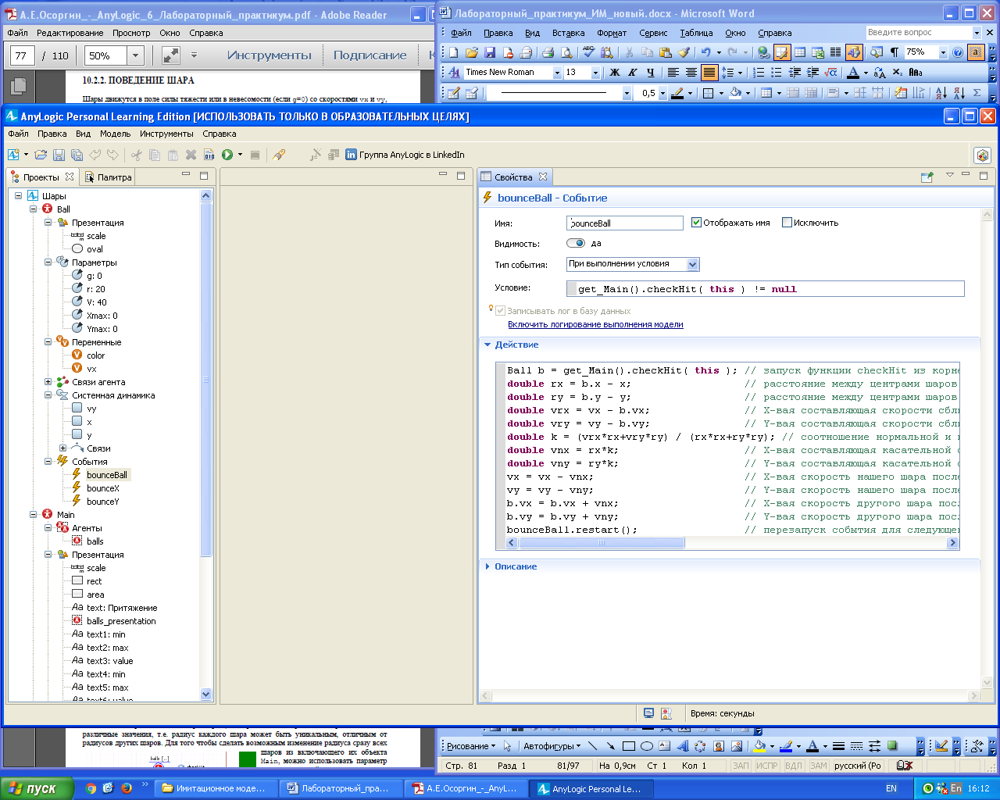 А.Е.Осоргин_-_AnyLogic_6_Лабораторный_практикум.pdf - Adobe Reader
Файл Редактирование Просмотр Окно Справка
77 / 110 50% Инструменты Подписание
10.2.2. ПОВЕДЕНИЕ ШАРА
Шары движутся в поле силы тяжести или в невесомости (если g=0) со скоростями vx и vy,
Лабораторный_практикум_ИМ_новый.docx - Microsoft Word
Файл Правка Вид Вставка Формат Сервис Таблица Окно Справка Введите вопрос
75%
Times New Roman 13 Ж К Ч
0,5
AnyLogic Personal Learning Edition [ИСПОЛЬЗОВАТЬ ТОЛЬКО В ОБРАЗОВАТЕЛЬНЫХ ЦЕЛЯХ]
Файл Правка Вид Модель Инструменты Справка
Группа AnyLogic в LinkedIn
Проекты Палитра
Шары
Ball
Презентация
scale
oval
Параметры
g: 0
r: 20
V: 40
Xmax: 0
Ymax: 0
Переменные
color
vx
Связи агента
Системная динамика
vy
x
y
Связи
События
bounceBall
bounceX
bounceY
Main
Агенты
balls
Презентация
scale
rect
area
text: Притяжение
balls_presentation
text1: min
text2: max
text3: value
text4: min
text5: max
text6: value
Свойства
bounceBall - Событие
Имя: bounceBall Отображать имя Исключить
Видимость: да
Тип события: При выполнении условия
Условие: get_Main().checkHit( this ) != null
Записывать лог в базу данных
Включить логирование выполнения модели
Действие
Ball b = get_Main().checkHit( this ); // запуск функции checkHit из корне
double rx = b.x - x; // расстояние между центрами шаров
double ry = b.y - y; // расстояние между центрами шаров
double vrx = vx - b.vx; // X-вая составляющая скорости сбли
double vry = vy - b.vy; // Y-вая составляющая скорости сбли
double k = (vrx*rx+vry*ry) / (rx*rx+ry*ry); // соотношение нормальной и
double vnx = rx*k; // X-вая составляющая касательной с
double vny = ry*k; // Y-вая составляющая касательной с
vx = vx - vnx; // X-вая скорость нашего шара после
vy = vy - vny; // Y-вая скорость нашего шара после
b.vx = b.vx + vnx; // X-вая скорость другого шара посл
b.vy = b.vy + vny; // Y-вая скорость другого шара посл
bounceBall.restart(); // перезапуск события для следующег
Описание
Время: секунды
различные значения, т.е. радиус каждого шара может быть уникальным, отличным от
радиусов других шаров. Для того чтобы сделать возможным изменение радиуса сразу всех
шаров из включающего их объекта
Main, можно использовать параметр
balls [..]
Рисование Автофигуры
Стр. 81 Разд 1 81/97 На 0,9см Ст 1 Кол 1 ЗАП ИСПР ВДЛ ЗАМ русский (Ро
пуск Имитационное моде... Лабораторный_пра... А.Е.Осоргин_-_AnyL... AnyLogic Personal Le... EN En 16:12